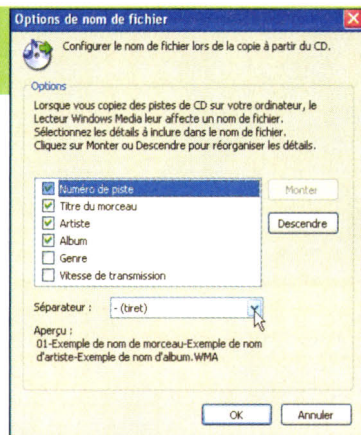 Options de nom de fichier
Configurer le nom de fichier lors de la copie à partir du CD.
Options
Lorsque vous copiez des pistes de CD sur votre ordinateur, le
Lecteur Windows Media leur affecte un nom de fichier.
Sélectionnez les détails à inclure dans le nom de fichier.
Cliquez sur Monter ou Descendre pour réorganiser les détails.
Numéro de piste
Monter
Titre du morceau
Artiste
Descendre
Album
Genre
Vitesse de transmission
Séparateur :
- (tiret)
Aperçu :
01-Exemple de nom de morceau-Exemple de nom
d'artiste-Exemple de nom d'album.WMA
OK
Annuler